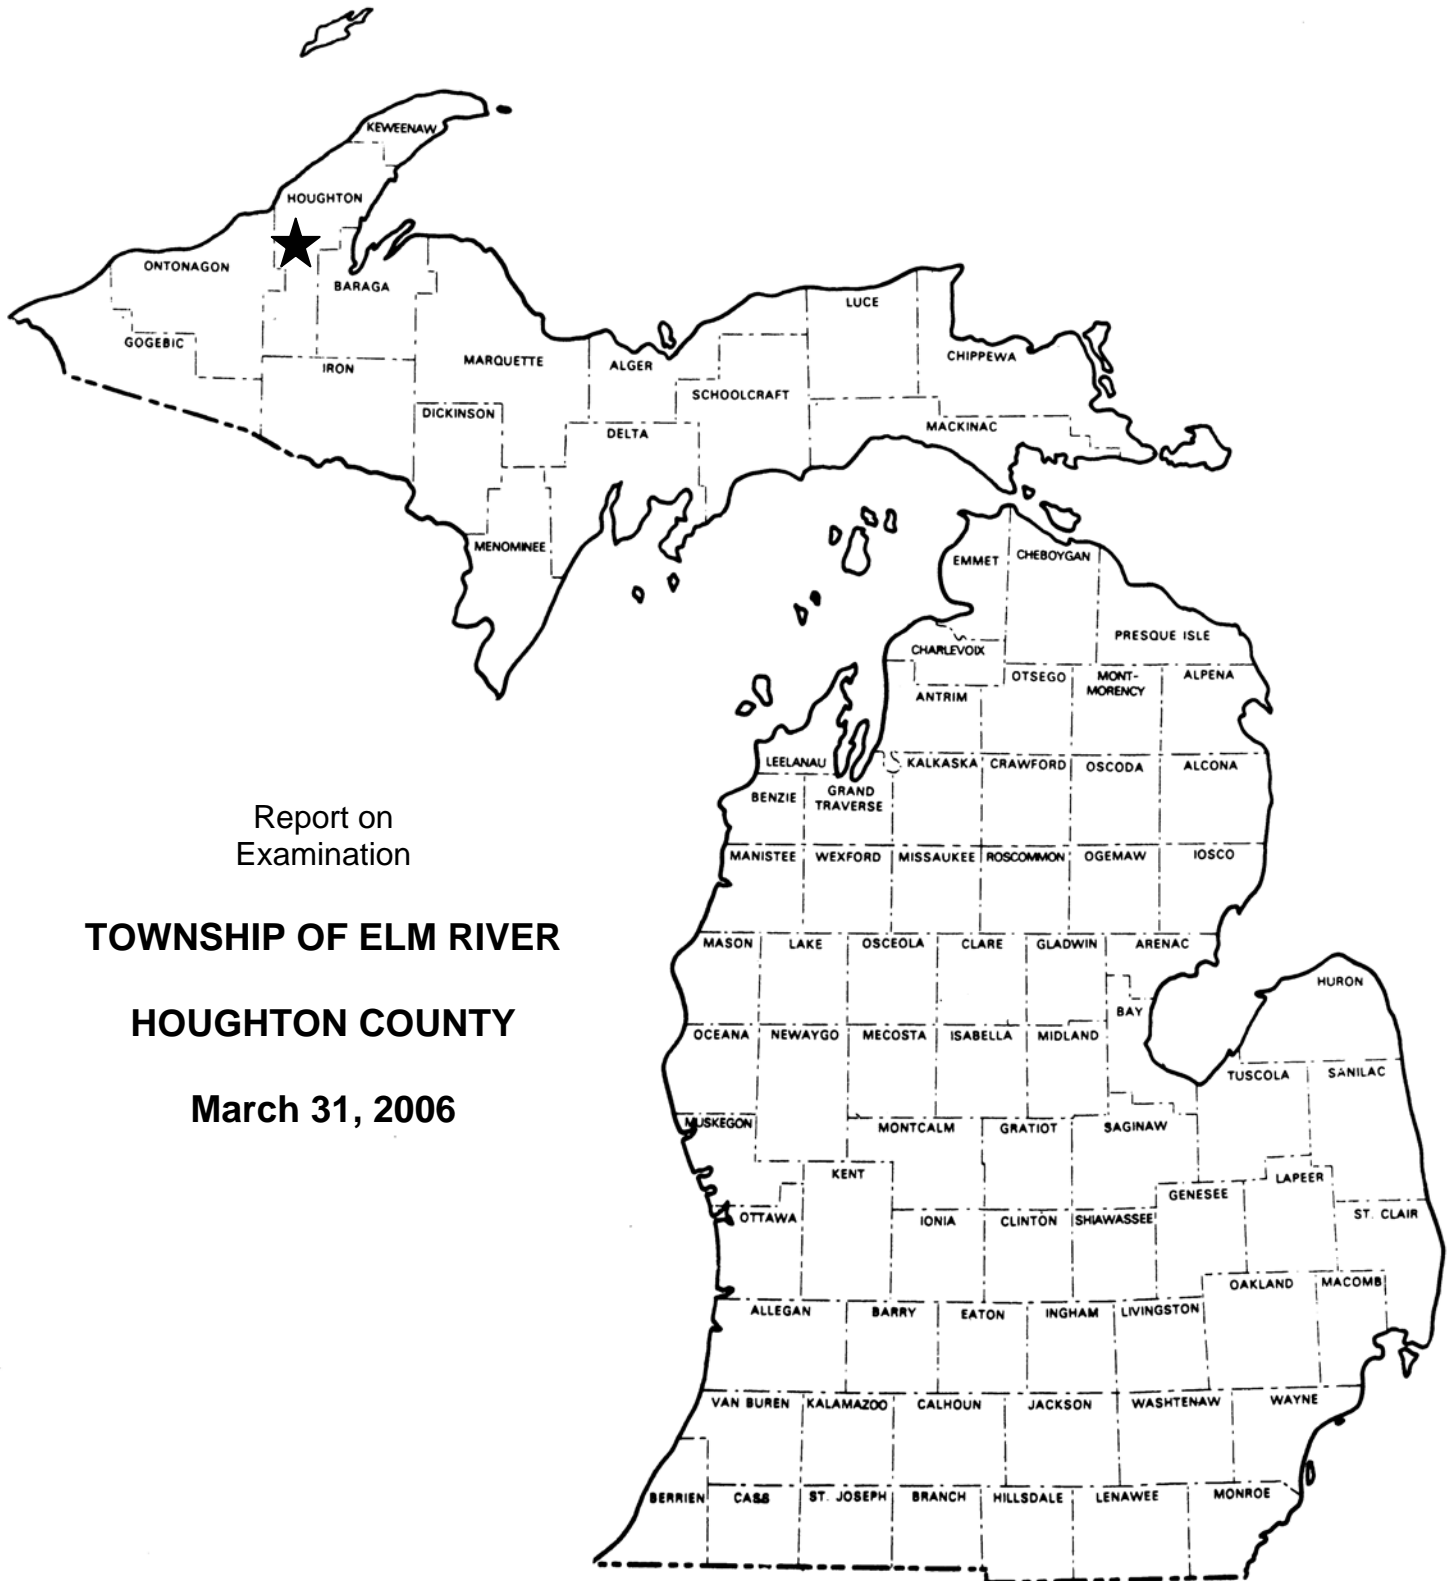 KEWEENAW
HOUGHTON
ONTONAGON
BARAGA
LUCE
GOGEBIC
IRON
MARQUETTE
ALGER
CHIPPEWA
SCHOOLCRAFT
DICKINSON
DELTA
MACKINAC
MENOMINEE
EMMET
CHEBOYGAN
PRESQUE ISLE
CHARLEVOIX
OTSEGO
MONT-
MORENCY
ALPENA
ANTRIM
LEELANAU
KALKASKA
CRAWFORD
OSCODA
ALCONA
BENZIE
GRAND
TRAVERSE
Report on
Examination
MANISTEE
WEXFORD
MISSAUKEE
ROSCOMMON
OGEMAW
IOSCO
TOWNSHIP OF ELM RIVER
MASON
LAKE
OSCEOLA
CLARE
GLADWIN
ARENAC
HURON
HOUGHTON COUNTY
BAY
OCEANA
NEWAYGO
MECOSTA
ISABELLA
MIDLAND
TUSCOLA
SANILAC
March 31, 2006
MUSKEGON
MONTCALM
GRATIOT
SAGINAW
KENT
GENESEE
LAPEER
OTTAWA
IONIA
CLINTON
SHIAWASSEE
ST. CLAIR
OAKLAND
MACOMB
ALLEGAN
BARRY
EATON
INGHAM
LIVINGSTON
VAN BUREN
KALAMAZOO
CALHOUN
JACKSON
WASHTENAW
WAYNE
BERRIEN
CASS
ST. JOSEPH
BRANCH
HILLSDALE
LENAWEE
MONROE